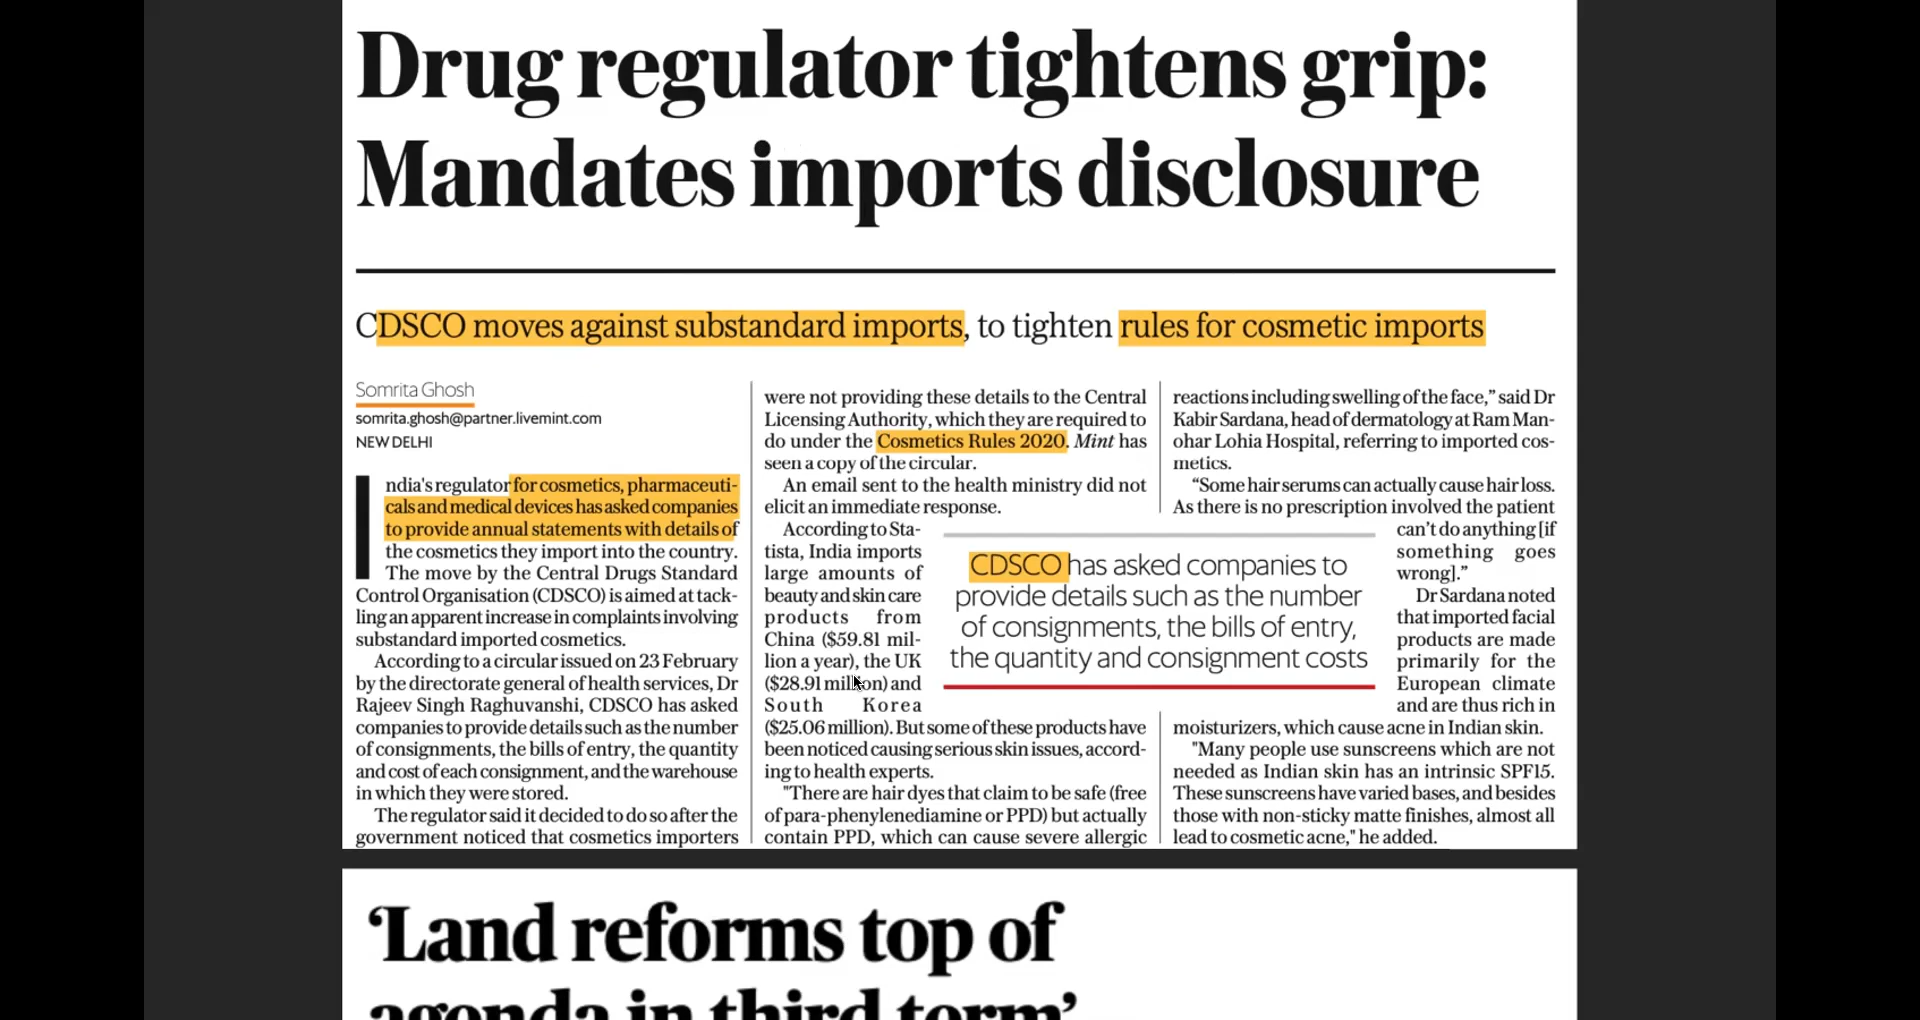 Drug regulator tightens grip:
Mandates imports disclosure
CDSCO moves against substandard imports, to tighten rules for cosmetic imports
Somrita Ghosh
somrita.ghosh@partner.livemint.com
NEW DELHI
India's regulator for cosmetics, pharmaceuti-
cals and medical devices has asked companies
to provide annual statements with details of
the cosmetics they import into the country.
The move by the Central Drugs Standard
Control Organisation (CDSCO) is aimed at tack-
ling an apparent increase in complaints involving
substandard imported cosmetics.
According to a circular issued on 23 February
by the directorate general of health services, Dr
Rajeev Singh Raghuvanshi, CDSCO has asked
companies to provide details such as the number
of consignments, the bills of entry, the quantity
and cost of each consignment, and the warehouse
in which they were stored.
The regulator said it decided to do so after the
government noticed that cosmetics importers
were not providing these details to the Central
Licensing Authority, which they are required to
do under the Cosmetics Rules 2020. Mint has
seen a copy of the circular.
An email sent to the health ministry did not
elicit an immediate response.
According to Sta-
tista, India imports
large amounts of
beauty and skin care
products from
China ($59.81 mil-
lion a year), the UK
($28.91 million) and
South Korea
($25.06 million). But some of these products have
been noticed causing serious skin issues, accord-
ing to health experts.
"There are hair dyes that claim to be safe (free
of para-phenylenediamine or PPD) but actually
contain PPD, which can cause severe allergic
CDSCO has asked companies to
provide details such as the number
of consignments, the bills of entry,
the quantity and consignment costs
reactions including swelling of the face,” said Dr
Kabir Sardana, head of dermatology at Ram Man-
ohar Lohia Hospital, referring to imported cos-
metics.
“Some hair serums can actually cause hair loss.
As there is no prescription involved the patient
can’t do anything [if
something goes
wrong].”
Dr Sardana noted
that imported facial
products are made
primarily for the
European climate
and are thus rich in
moisturizers, which cause acne in Indian skin.
"Many people use sunscreens which are not
needed as Indian skin has an intrinsic SPF15.
These sunscreens have varied bases, and besides
those with non-sticky matte finishes, almost all
lead to cosmetic acne," he added.
‘Land reforms top of
agenda in third term’